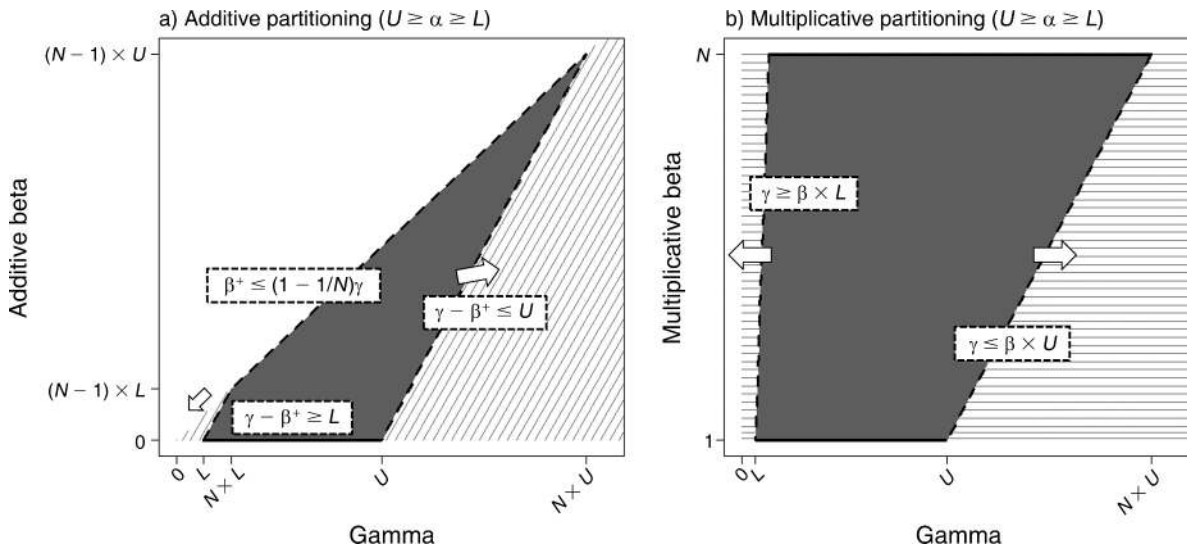 a) Additive partitioning (U ≥ α ≥ L)
(N − 1) × U
Additive beta
β⁺ ≤ (1 − 1/N)γ
γ − β⁺ ≤ U
(N − 1) × L
γ − β⁺ ≥ L
0
0
L
N × L
U
N × U
Gamma
b) Multiplicative partitioning (U ≥ α ≥ L)
N
Multiplicative beta
γ ≥ β × L
γ ≤ β × U
1
0
L
U
N × U
Gamma